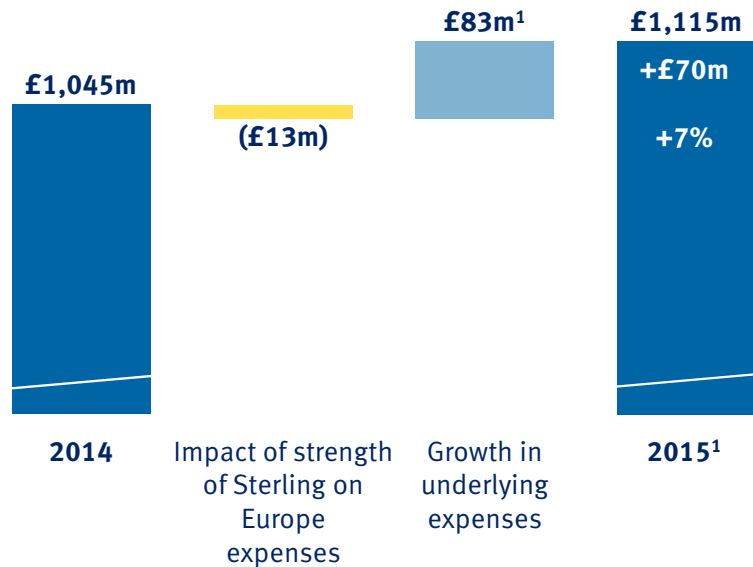 £1,045m
(£13m)
£83m¹
£1,115m
+£70m
+7%
2014
Impact of strength
of Sterling on
Europe
expenses
Growth in
underlying
expenses
2015¹